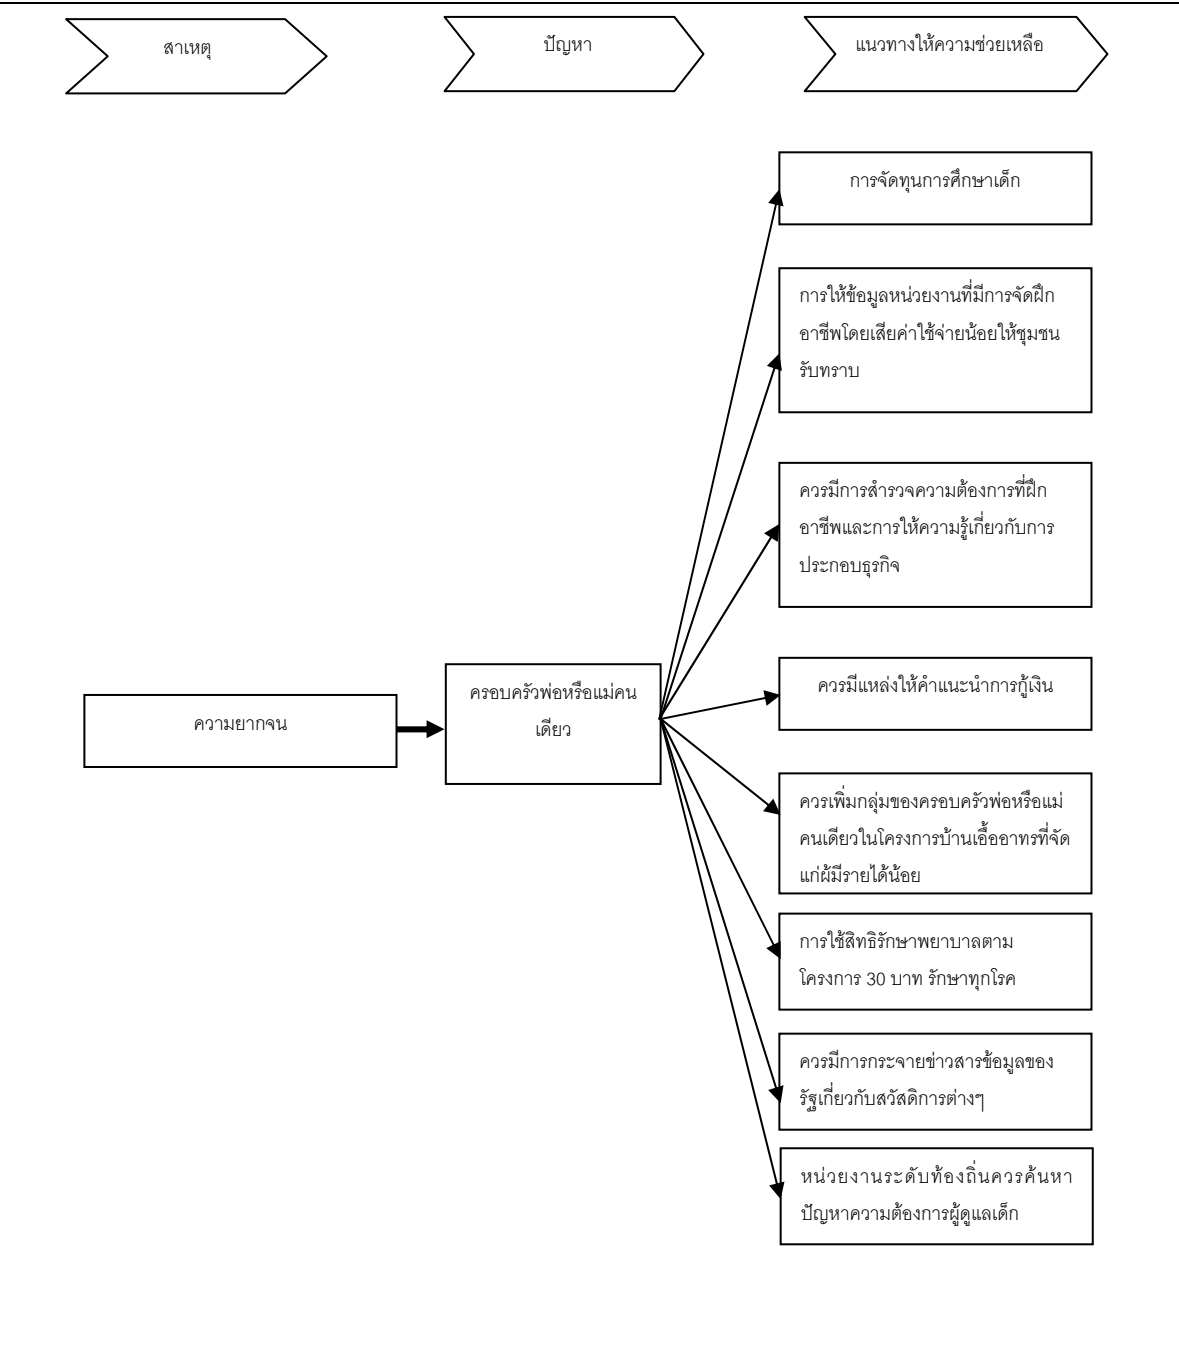 สาเหตุ
ปัญหา
แนวทางให้ความช่วยเหลือ
การจัดทุนการศึกษาเด็ก
การให้ข้อมูลหน่วยงานที่มีการจัดฝึก
อาชีพโดยเสียค่าใช้จ่ายน้อยให้ชุมชน
รับทราบ
ควรมีการสำรวจความต้องการที่ฝึก
อาชีพและการให้ความรู้เกี่ยวกับการ
ประกอบธุรกิจ
ความยากจน
ครอบครัวพ่อหรือแม่คน
เดียว
ควรมีแหล่งให้คำแนะนำการกู้เงิน
ควรเพิ่มกลุ่มของครอบครัวพ่อหรือแม่
คนเดียวในโครงการบ้านเอื้ออาทรที่จัด
แก่ผู้มีรายได้น้อย
การใช้สิทธิรักษาพยาบาลตาม
โครงการ 30 บาท รักษาทุกโรค
ควรมีการกระจายข่าวสารข้อมูลของ
รัฐเกี่ยวกับสวัสดิการต่างๆ
หน่วยงานระดับท้องถิ่นควรค้นหา
ปัญหาความต้องการผู้ดูแลเด็ก